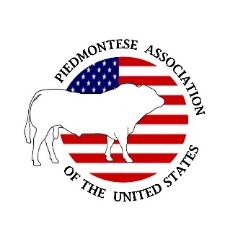 PIEDMONTESE ASSOCIATION
OF THE UNITED STATES